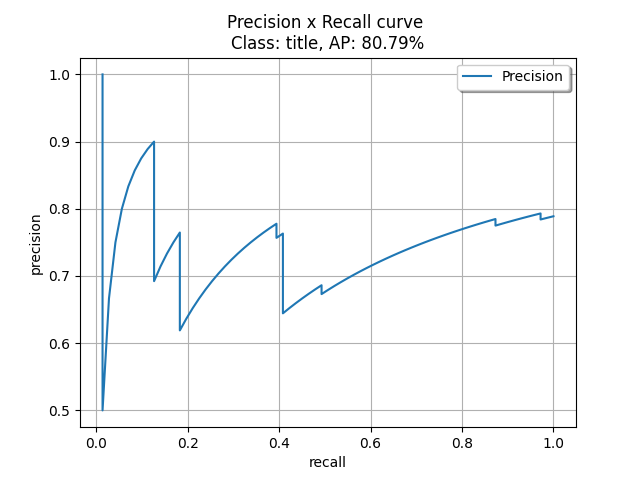 Precision x Recall curve
Class: title, AP: 80.79%
Precision
1.0
0.9
0.8
0.7
0.6
0.5
precision
0.0 0.2 0.4 0.6 0.8 1.0
recall